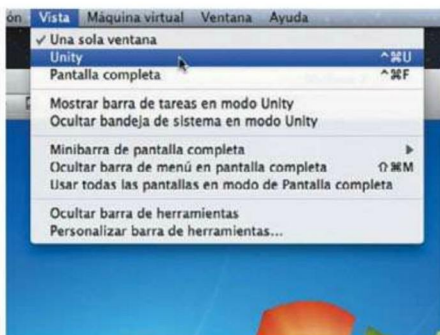 ón Vista Máquina virtual Ventana Ayuda
✓ Una sola ventana
Unity ^⌘U
Pantalla completa ^⌘F
Mostrar barra de tareas en modo Unity
Ocultar bandeja de sistema en modo Unity
Minibarra de pantalla completa ▶
Ocultar barra de menú en pantalla completa ⇧⌘M
Usar todas las pantallas en modo de Pantalla completa
Ocultar barra de herramientas
Personalizar barra de herramientas...